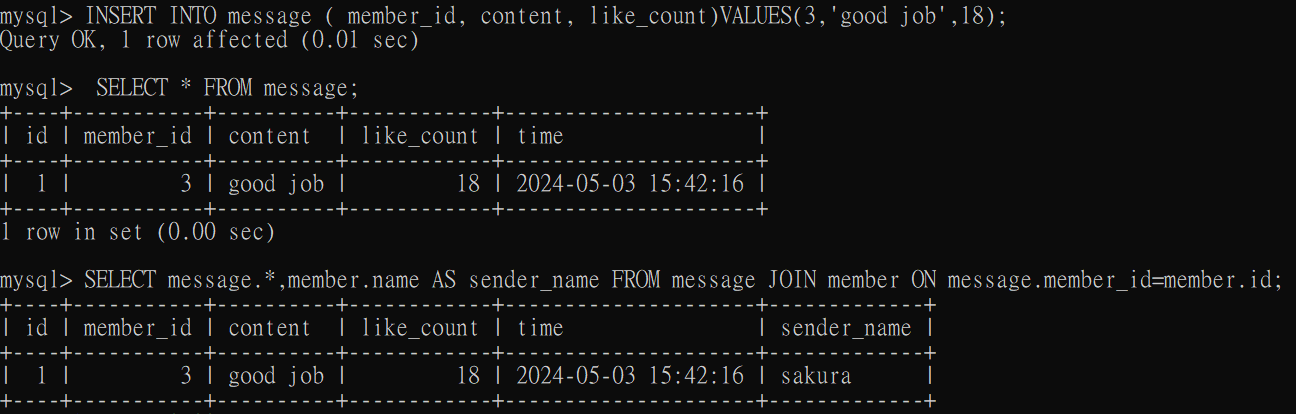 mysql> INSERT INTO message ( member_id, content, like_count)VALUES(3,'good job',18);
Query OK, 1 row affected (0.01 sec)
mysql>  SELECT * FROM message;
+----+-----------+----------+------------+---------------------+
| id | member_id | content  | like_count | time                |
+----+-----------+----------+------------+---------------------+
|  1 |         3 | good job |         18 | 2024-05-03 15:42:16 |
+----+-----------+----------+------------+---------------------+
1 row in set (0.00 sec)
mysql> SELECT message.*,member.name AS sender_name FROM message JOIN member ON message.member_id=member.id;
+----+-----------+----------+------------+---------------------+-------------+
| id | member_id | content  | like_count | time                | sender_name |
+----+-----------+----------+------------+---------------------+-------------+
|  1 |         3 | good job |         18 | 2024-05-03 15:42:16 | sakura      |
+----+-----------+----------+------------+---------------------+-------------+